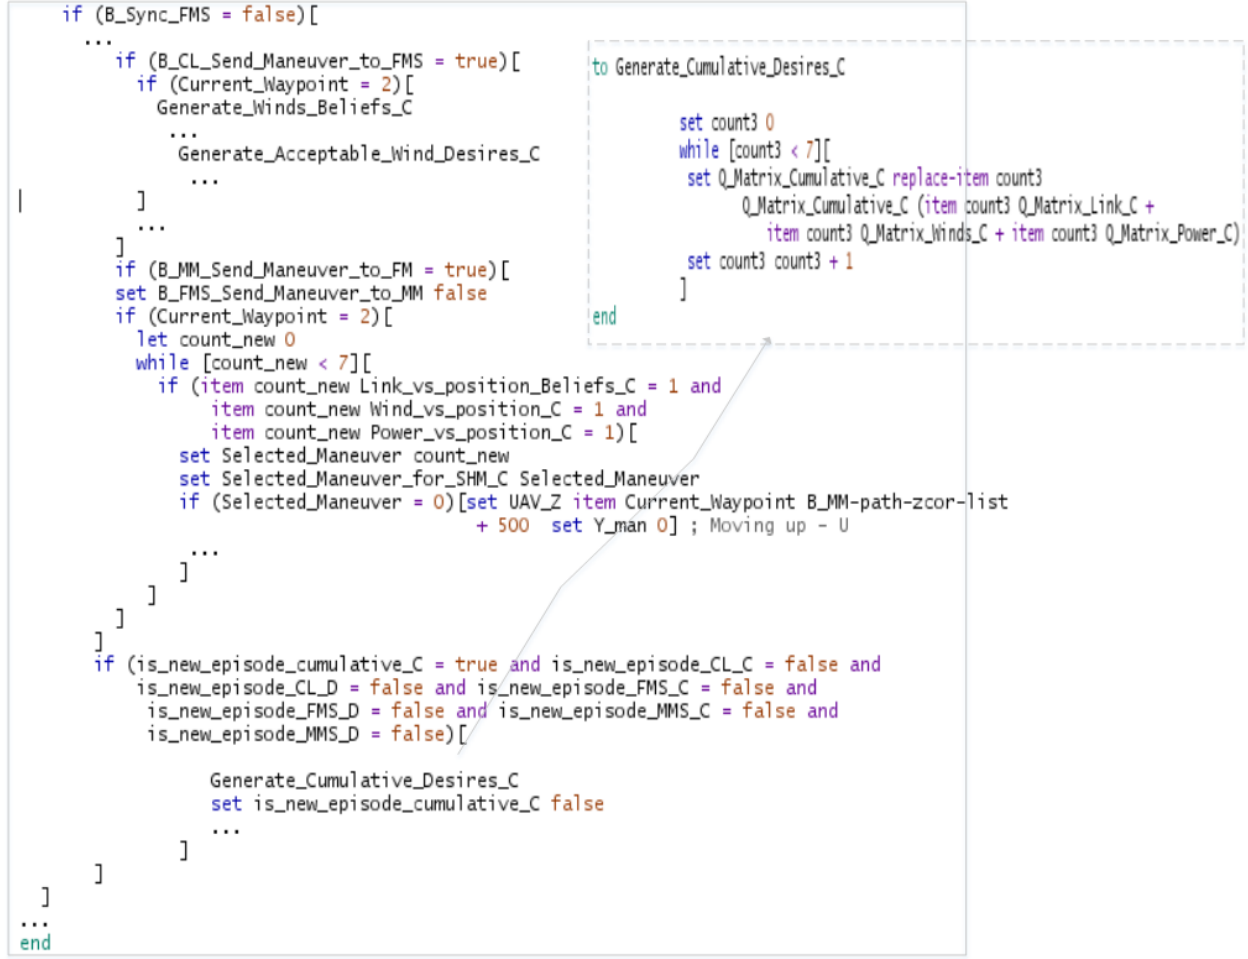 if (B_Sync_FMS = false)[
...
if (B_CL_Send_Maneuver_to_FMS = true)[
if (Current_Waypoint = 2)[
Generate_Winds_Beliefs_C
...
Generate_Acceptable_Wind_Desires_C
...
]
...
]
if (B_MM_Send_Maneuver_to_FM = true)[
set B_FMS_Send_Maneuver_to_MM false
if (Current_Waypoint = 2)[
let count_new 0
while [count_new < 7][
if (item count_new Link_vs_position_Beliefs_C = 1 and
item count_new Wind_vs_position_C = 1 and
item count_new Power_vs_position_C = 1)[
set Selected_Maneuver count_new
set Selected_Maneuver_for_SHM_C Selected_Maneuver
if (Selected_Maneuver = 0)[set UAV_Z item Current_Waypoint B_MM-path-zcor-list
+ 500 set Y_man 0] ; Moving up - U
...
]
]
]
]
if (is_new_episode_cumulative_C = true and is_new_episode_CL_C = false and
is_new_episode_CL_D = false and is_new_episode_FMS_C = false and
is_new_episode_FMS_D = false and is_new_episode_MMS_C = false and
is_new_episode_MMS_D = false)[
Generate_Cumulative_Desires_C
set is_new_episode_cumulative_C false
...
]
]
]
...
end
to Generate_Cumulative_Desires_C
set count3 0
while [count3 < 7][
set Q_Matrix_Cumulative_C replace-item count3
Q_Matrix_Cumulative_C (item count3 Q_Matrix_Link_C +
item count3 Q_Matrix_Winds_C + item count3 Q_Matrix_Power_C)
set count3 count3 + 1
]
end